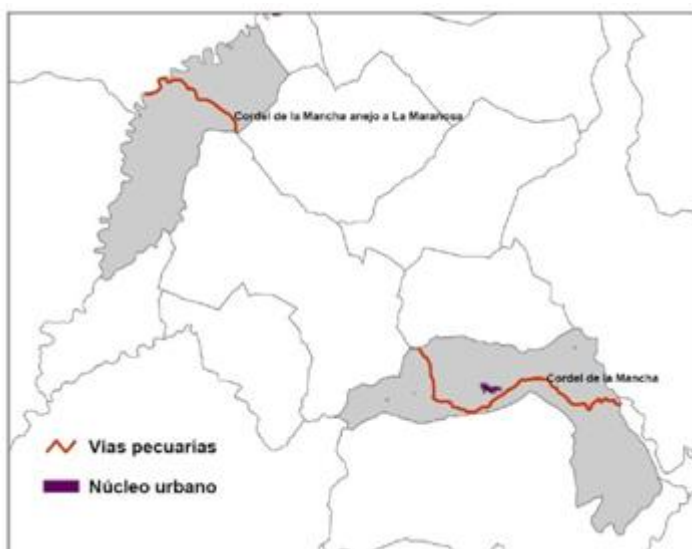 Cordel de la Mancha anejo a La Marañosa
Cordel de la Mancha
Vías pecuarias
Núcleo urbano